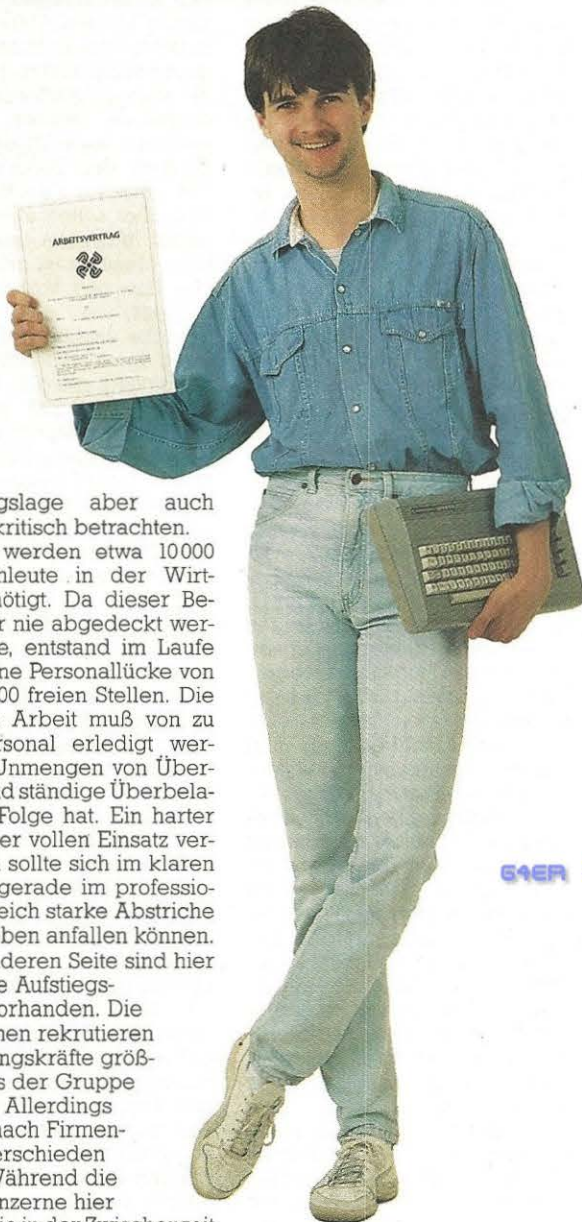 ARBEITSVERTRAG
gslage aber auch
kritisch betrachten.
werden etwa 10000
hleute in der Wirt-
nötigt. Da dieser Be-
r nie abgedeckt wer-
e, entstand im Laufe
ne Personallücke von
00 freien Stellen. Die
Arbeit muß von zu
rsonal erledigt wer-
Unmengen von Über-
d ständige Überbela-
Folge hat. Ein harter
er vollen Einsatz ver-
sollte sich im klaren
gerade im professio-
eich starke Abstriche
ben anfallen können.
deren Seite sind hier
e Aufstiegs-
orhanden. Die
nen rekrutieren
ngskräfte größ-
s der Gruppe
Allerdings
nach Firmen-
erschieden
Während die
nzerne hier
in der Zwischenzeit
64ER